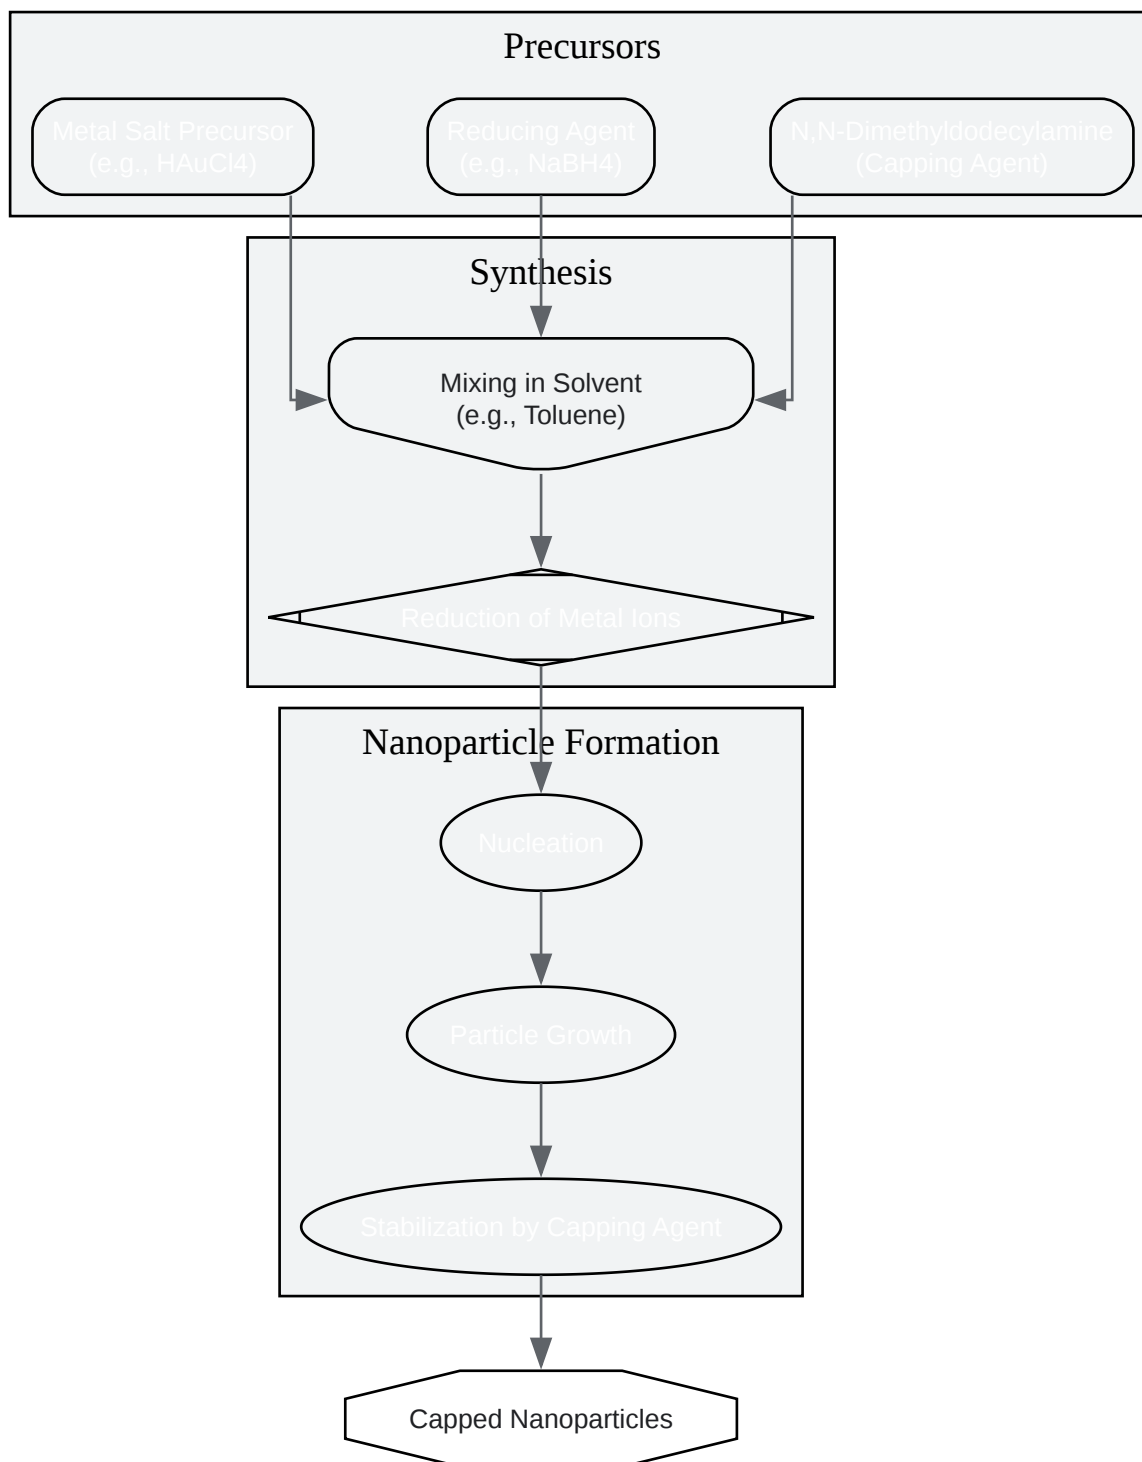 Precursors
Metal Salt Precursor
(e.g., HAuCl4)
Reducing Agent
(e.g., NaBH4)
N,N-Dimethyldodecylamine
(Capping Agent)
Synthesis
Mixing in Solvent
(e.g., Toluene)
Reduction of Metal Ions
Nanoparticle Formation
Nucleation
Particle Growth
Stabilization by Capping Agent
Capped Nanoparticles